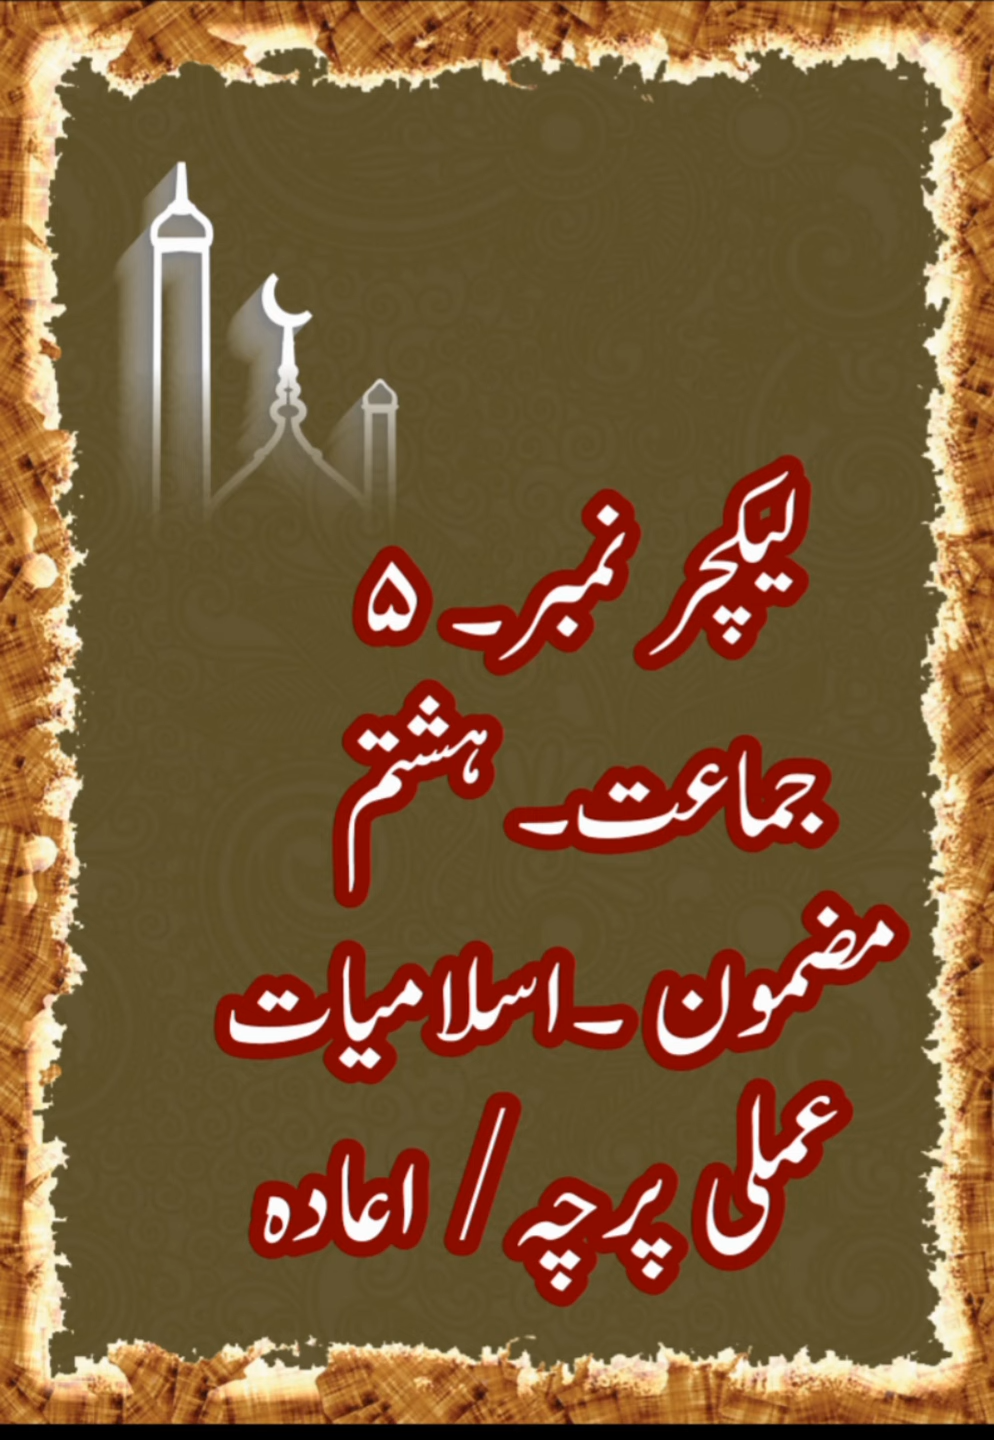 لیکچر نمبر۔ ۵
جماعت۔ ہشتم
مضمون ۔اسلامیات
عملی پرچہ / اعادہ